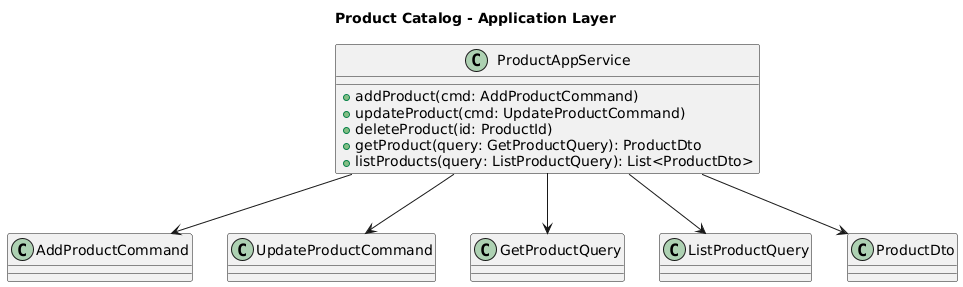 Product Catalog - Application Layer
C ProductAppService
addProduct(cmd: AddProductCommand)
updateProduct(cmd: UpdateProductCommand)
deleteProduct(id: ProductId)
getProduct(query: GetProductQuery): ProductDto
listProducts(query: ListProductQuery): List<ProductDto>
C AddProductCommand
C UpdateProductCommand
C GetProductQuery
C ListProductQuery
C ProductDto